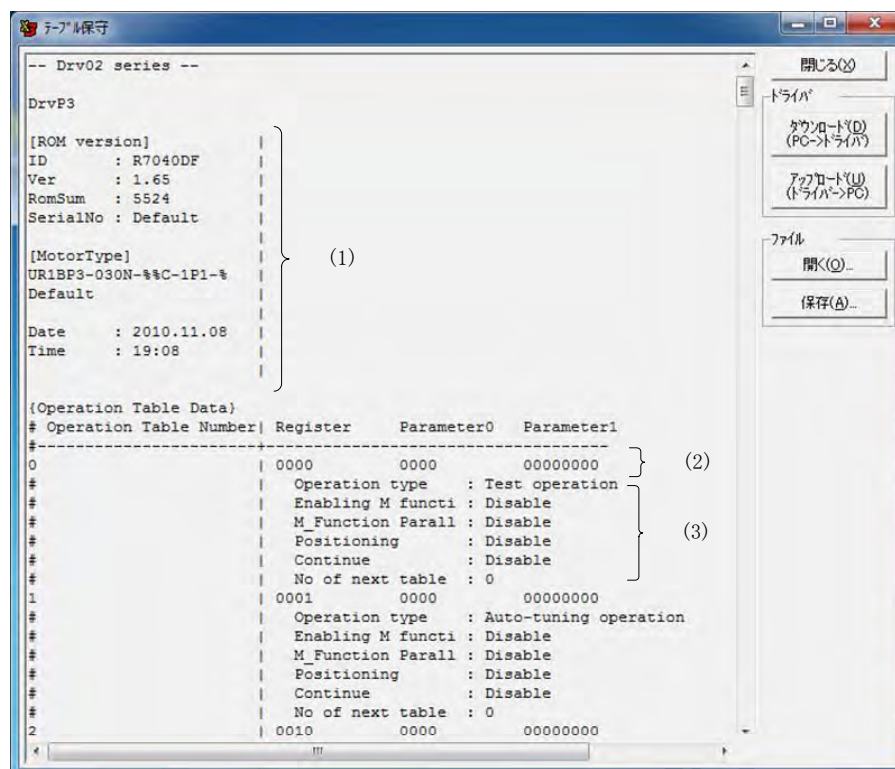 ﾃｰﾌﾞﾙ保守
-- Drv02 series --
DrvP3
[ROM version] |
ID : R7040DF |
Ver : 1.65 |
RomSum : 5524 |
SerialNo : Default |
|
[MotorType] |
UR1BP3-030N-%%C-1P1-% |
Default |
|
Date : 2010.11.08 |
Time : 19:08 |
|
(1)
{Operation Table Data}
# Operation Table Number| Register Parameter0 Parameter1
#-----------------------+------------------------------------
0 | 0000 0000 00000000
# | Operation type : Test operation
# | Enabling M functi : Disable
# | M_Function Parall : Disable
# | Positioning : Disable
# | Continue : Disable
# | No of next table : 0
1 | 0001 0000 00000000
# | Operation type : Auto-tuning operation
# | Enabling M functi : Disable
# | M_Function Parall : Disable
# | Positioning : Disable
# | Continue : Disable
# | No of next table : 0
2 | 0010 0000 00000000
(2)
(3)
閉じる(X)
ﾄﾞﾗｲﾊﾞ
ﾀﾞｳﾝﾛｰﾄﾞ(D)
(PC->ﾄﾞﾗｲﾊﾞ)
ｱｯﾌﾟﾛｰﾄﾞ(U)
(ﾄﾞﾗｲﾊﾞ->PC)
ﾌｧｲﾙ
開く(O)...
保存(A)...